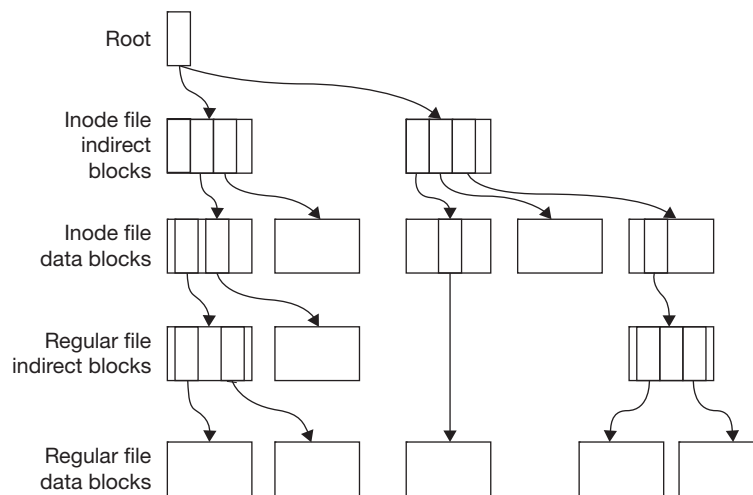 Root
Inode file
indirect
blocks
Inode file
data blocks
Regular file
indirect blocks
Regular file
data blocks